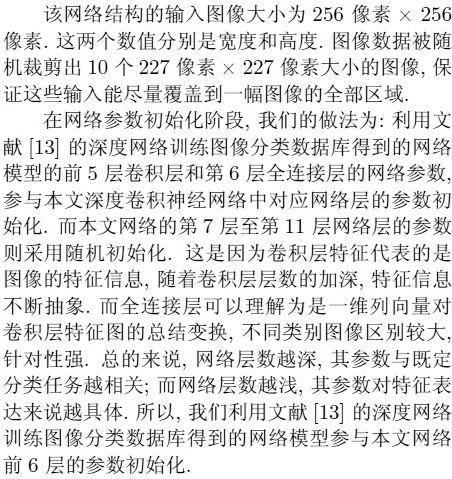 该网络结构的输入图像大小为 256 像素 × 256
像素. 这两个数值分别是宽度和高度. 图像数据被随
机裁剪出 10 个 227 像素 × 227 像素大小的图像, 保
证这些输入能尽量覆盖到一幅图像的全部区域.
在网络参数初始化阶段, 我们的做法为: 利用文
献 [13] 的深度网络训练图像分类数据库得到的网络
模型的前 5 层卷积层和第 6 层全连接层的网络参数,
参与本文深度卷积神经网络中对应网络层的参数初
始化. 而本文网络的第 7 层至第 11 层网络层的参数
则采用随机初始化. 这是因为卷积层特征代表的是
图像的特征信息, 随着卷积层层数的加深, 特征信息
不断抽象. 而全连接层可以理解为是一维列向量对
卷积层特征图的总结变换, 不同类别图像区别较大,
针对性强. 总的来说, 网络层数越深, 其参数与既定
分类任务越相关; 而网络层数越浅, 其参数对特征表
达来说越具体. 所以, 我们利用文献 [13] 的深度网络
训练图像分类数据库得到的网络模型参与本文网络
前 6 层的参数初始化.